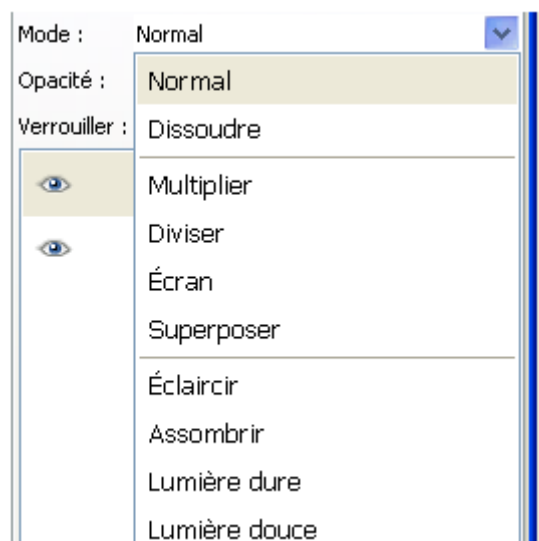 Mode : Normal
Opacité :
Verrouiller :
Normal
Dissoudre
Multiplier
Diviser
Écran
Superposer
Éclaircir
Assombrir
Lumière dure
Lumière douce